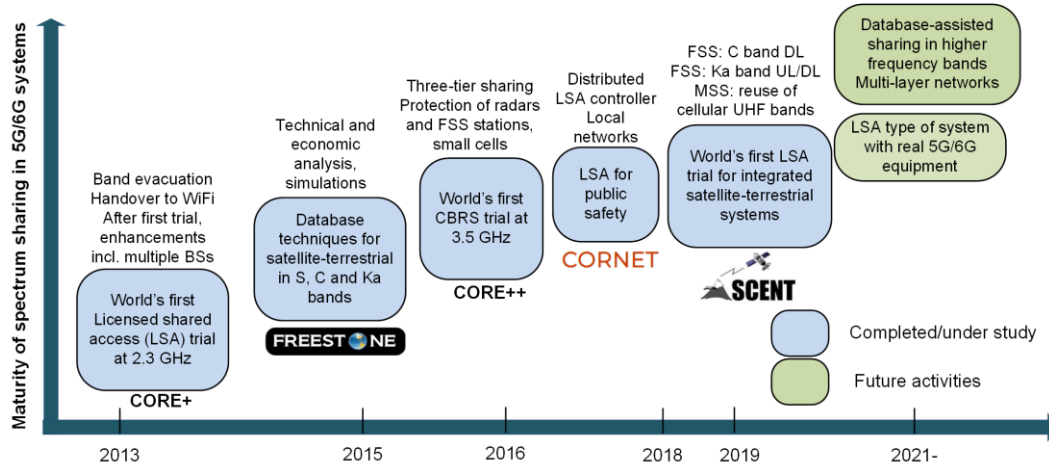 Maturity of spectrum sharing in 5G/6G systems
Band evacuation
Handover to WiFi
After first trial,
enhancements
incl. multiple BSs
World's first
Licensed shared
access (LSA) trial
at 2.3 GHz
CORE+
Technical and
economic
analysis,
simulations
Database
techniques for
satellite-terrestrial
in S, C and Ka
bands
FREESTONE
Three-tier sharing
Protection of radars
and FSS stations,
small cells
World's first
CBRS trial at
3.5 GHz
CORE++
Distributed
LSA controller
Local
networks
LSA for
public
safety
CORNET
FSS: C band DL
FSS: Ka band UL/DL
MSS: reuse of
cellular UHF bands
World's first LSA
trial for integrated
satellite-terrestrial
systems
ASCENT
Database-assisted
sharing in higher
frequency bands
Multi-layer networks
LSA type of system
with real 5G/6G
equipment
Completed/under study
Future activities
2013
2015
2016
2018
2019
2021-